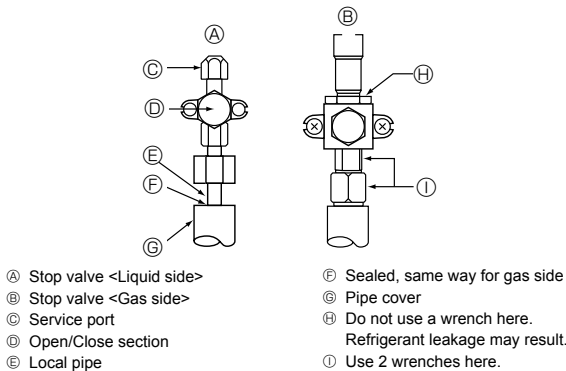 Ⓐ
Ⓑ
Ⓒ
Ⓗ
Ⓓ
Ⓔ
Ⓕ
Ⓘ
Ⓖ
Ⓐ Stop valve <Liquid side>
Ⓑ Stop valve <Gas side>
Ⓒ Service port
Ⓓ Open/Close section
Ⓔ Local pipe
Ⓕ Sealed, same way for gas side
Ⓖ Pipe cover
Ⓗ Do not use a wrench here.
Refrigerant leakage may result.
Ⓘ Use 2 wrenches here.